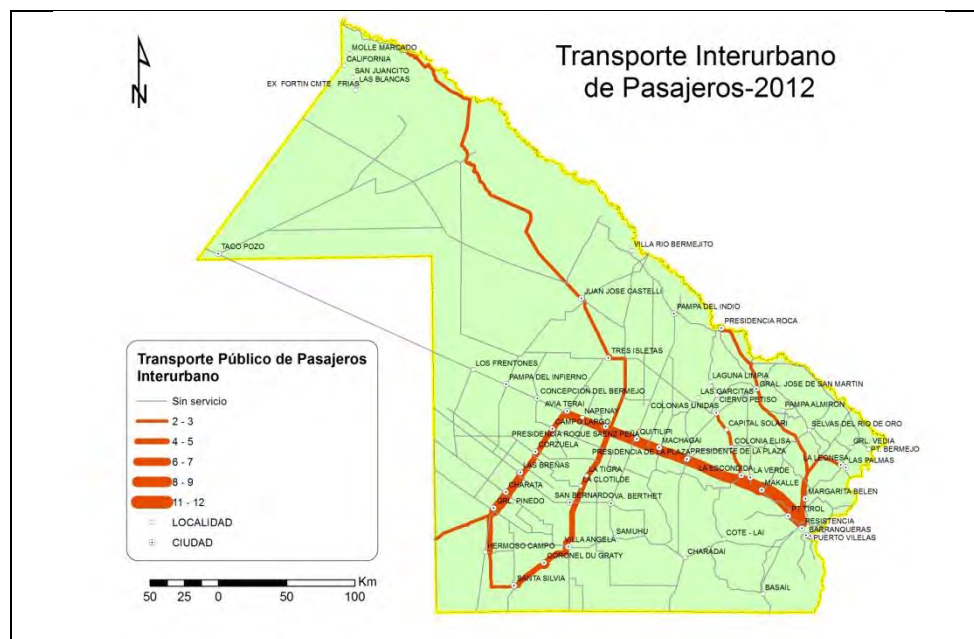 Transporte Interurbano
de Pasajeros-2012
N
MOLLE MARCADO
CALIFORNIA
SAN JUANCITO
LAS BLANCAS
EX FORTIN CMTE FRIAS
TACO POZO
VILLA RIO BERMEJITO
JUAN JOSE CASTELLI
PAMPA DEL INDIO
PRESIDENCIA ROCA
TRES ISLETAS
LOS FRENTONES
PAMPA DEL INFIERNO
CONCEPCION DEL BERMEJO
AVIA TERAI
NAPENAY
CAMPO LARGO
PRESIDENCIA ROQUE SAENZ PEÑA
CORZUELA
LAS BREÑAS
CHARATA
GRL. PINEDO
HERMOSO CAMPO
SANTA SILVIA
CORONEL DU GRATY
VILLA ANGELA
SAN BERNARDO
VA. BERTHET
LA TIGRA
LA CLOTILDE
SAMUHU
CHARADAI
COTE - LAI
BASAIL
LAGUNA LIMPIA
LAS GARCITAS
GRAL. JOSE DE SAN MARTIN
CIERVO PETISO
COLONIAS UNIDAS
PAMPA ALMIRON
CAPITAL SOLARI
SELVAS DEL RIO DE ORO
QUITILIPI
MACHAGAI
COLONIA ELISA
GRL. VEDIA
PT. BERMEJO
PRESIDENCIA DE LA PLAZA
PRESIDENTE DE LA PLAZA
LA LEONESA
LAS PALMAS
LA ESCONDIDA
LA VERDE
MAKALLE
MARGARITA BELEN
PT. TIROL
RESISTENCIA
BARRANQUERAS
PUERTO VILELAS
Transporte Público de Pasajeros
Interurbano
Sin servicio
2 - 3
4 - 5
6 - 7
8 - 9
11 - 12
LOCALIDAD
CIUDAD
Km
50 25 0 50 100